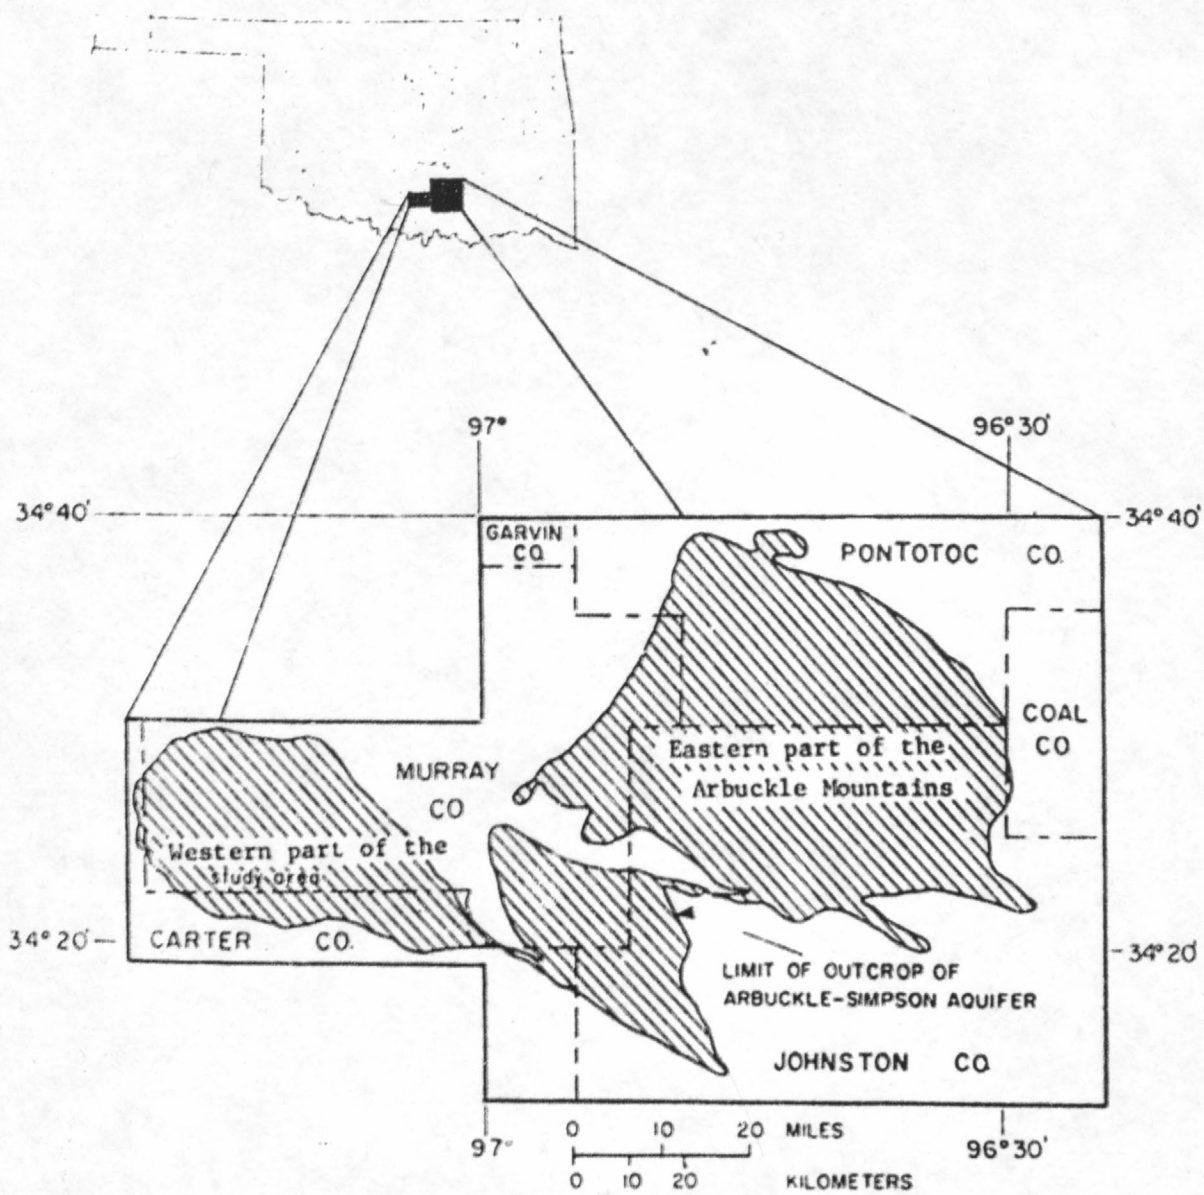 97°
96° 30'
34° 40'
34° 40'
GARVIN
CO.
PONTOTOC CO.
COAL
CO
MURRAY
CO
Eastern part of the
Arbuckle Mountains
Western part of the
study area
34° 20'
CARTER CO.
34° 20'
LIMIT OF OUTCROP OF
ARBUCKLE-SIMPSON AQUIFER
JOHNSTON CO
97°
0 10 20 MILES
96° 30'
0 10 20 KILOMETERS